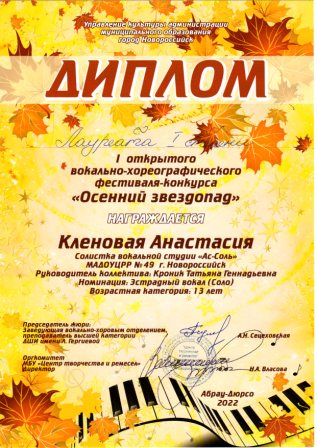 Управление культуры администрации
муниципального образования
город Новороссийск
ДИПЛОМ
Лауреата I степени
I открытого
вокально-хореографического
фестиваля-конкурса
«Осенний звездопад»
НАГРАЖДАЕТСЯ
Кленовая Анастасия
Солистка вокальной студии «Ас-Соль»
МАДОУЦРР № 49 г. Новороссийск
Руководитель коллектива: Кроник Татьяна Геннадьевна
Номинация: Эстрадный вокал (Соло)
Возрастная категория: 13 лет
Председатель жюри:
Заведующая вокально-хоровым отделением,
преподаватель высшей категории
ДШИ имени Л. Гергиевой
А.Н. Сецеховская
Оргкомитет
МБУ «Центр творчества и ремесел»
Директор
Н.А. Власова
Абрау-Дюрсо
2022